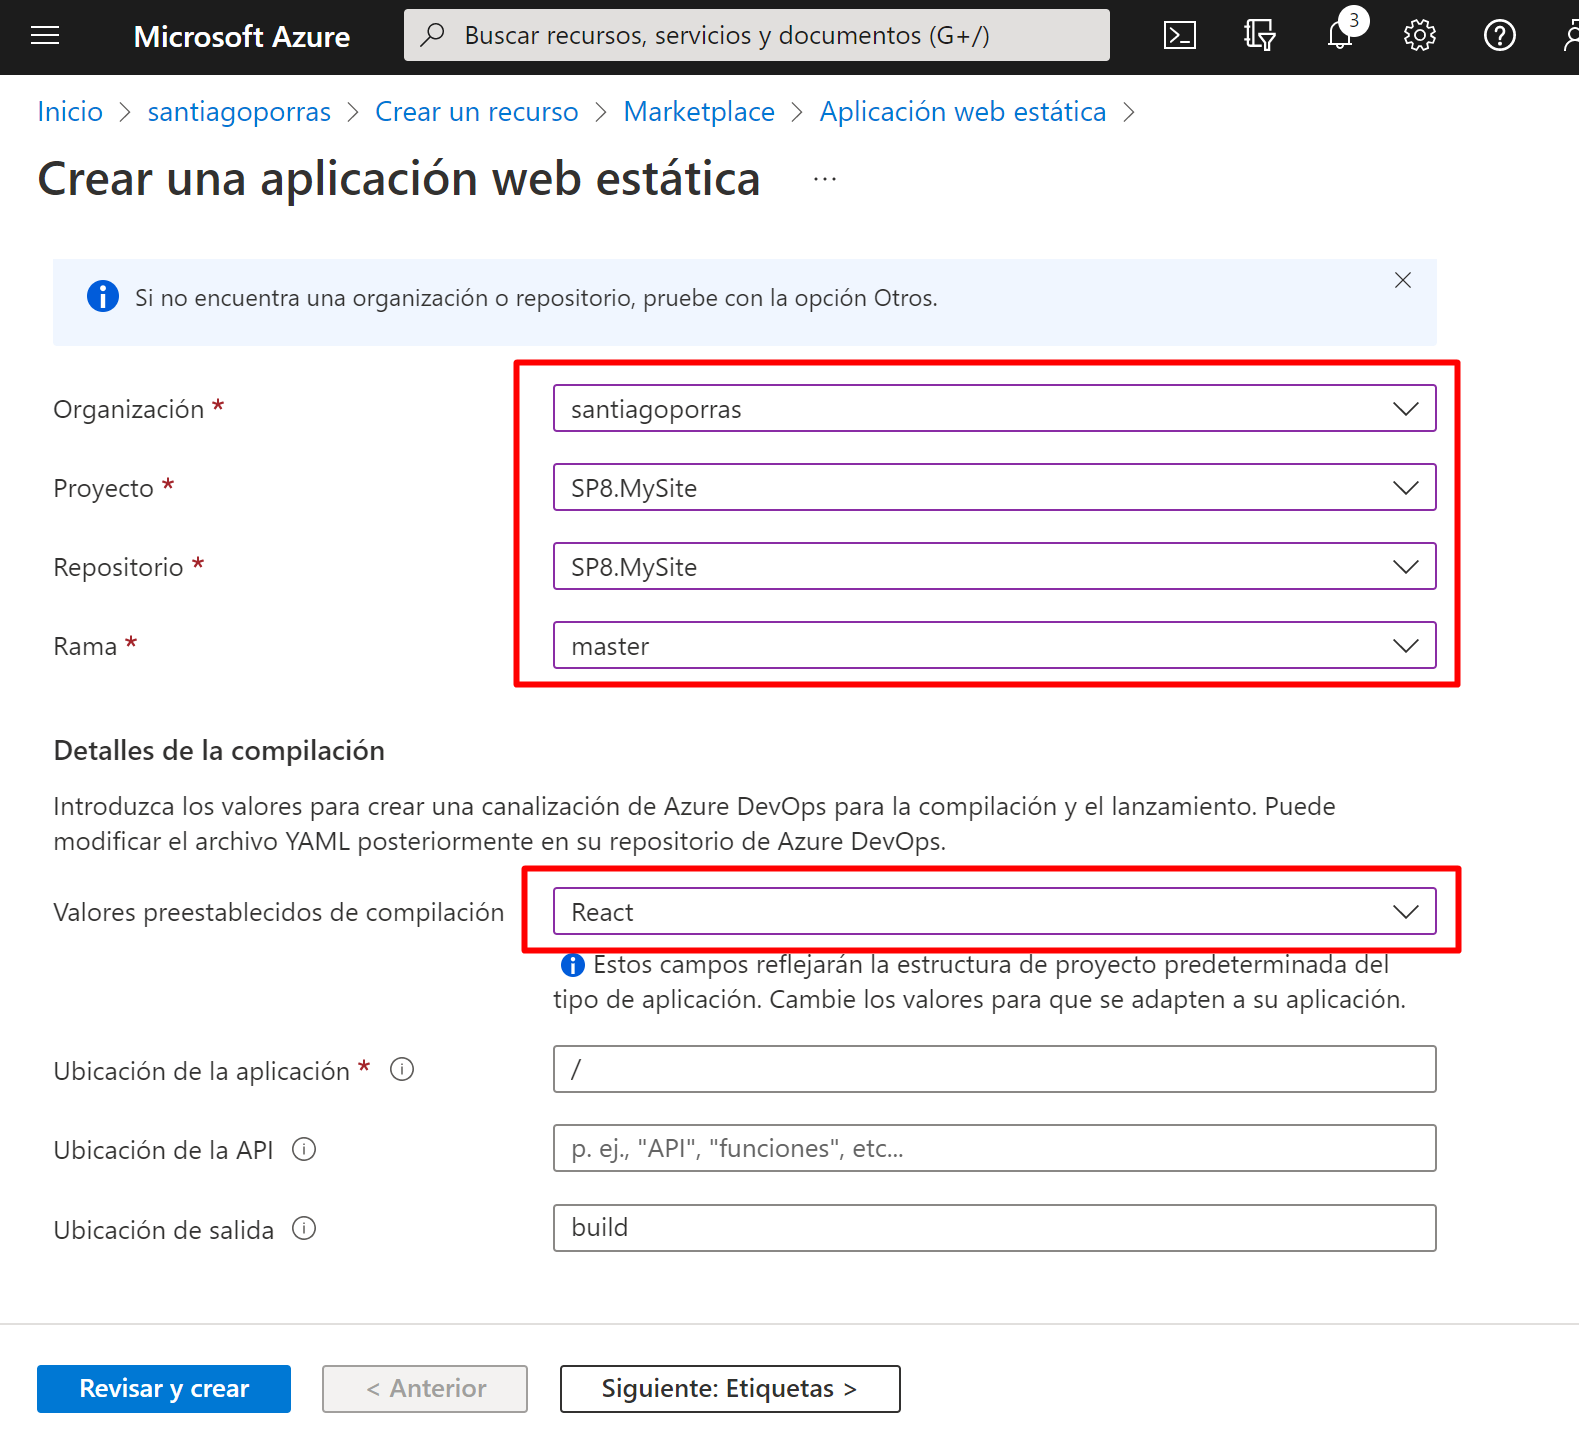 Microsoft Azure
Buscar recursos, servicios y documentos (G+/)
3
Inicio > santiagoporras > Crear un recurso > Marketplace > Aplicación web estática >
Crear una aplicación web estática ...
Si no encuentra una organización o repositorio, pruebe con la opción Otros.
Organización *
santiagoporras
Proyecto *
SP8.MySite
Repositorio *
SP8.MySite
Rama *
master
Detalles de la compilación
Introduzca los valores para crear una canalización de Azure DevOps para la compilación y el lanzamiento. Puede
modificar el archivo YAML posteriormente en su repositorio de Azure DevOps.
Valores preestablecidos de compilación
React
Estos campos reflejarán la estructura de proyecto predeterminada del
tipo de aplicación. Cambie los valores para que se adapten a su aplicación.
Ubicación de la aplicación *
/
Ubicación de la API
p. ej., "API", "funciones", etc...
Ubicación de salida
build
Revisar y crear
< Anterior
Siguiente: Etiquetas >